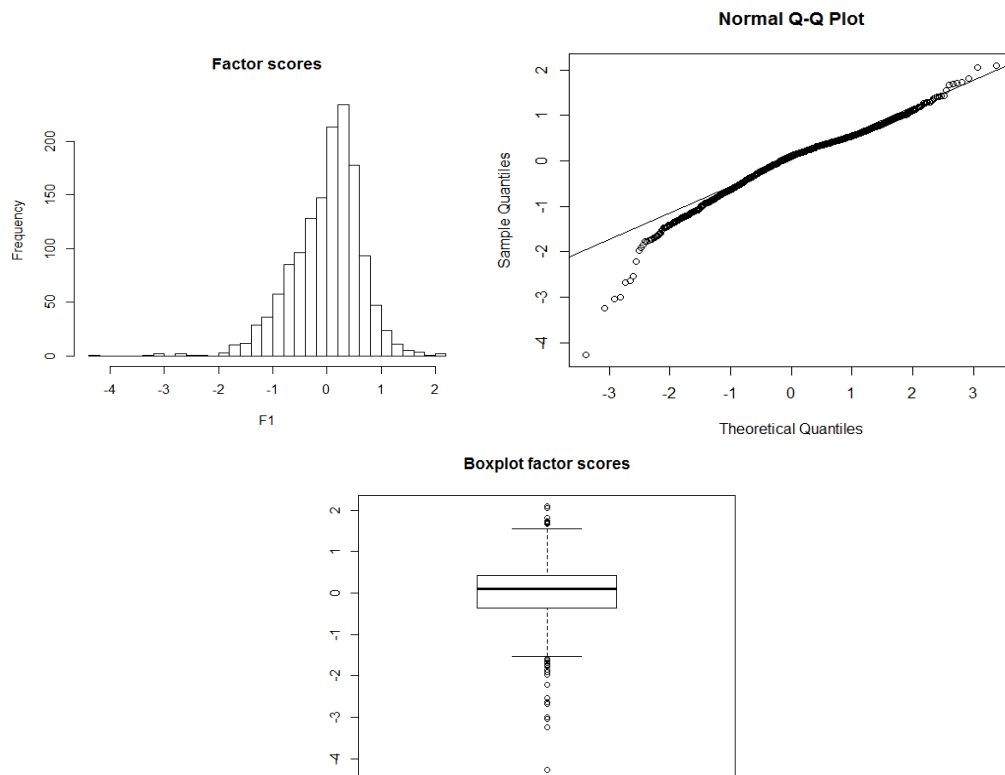 Factor scores
Frequency
0
50
100
150
200
-4 -3 -2 -1 0 1 2
F1
Normal Q-Q Plot
Sample Quantiles
2
1
0
-1
-2
-3
-4
-3 -2 -1 0 1 2 3
Theoretical Quantiles
Boxplot factor scores
2
1
0
-1
-2
-3
-4